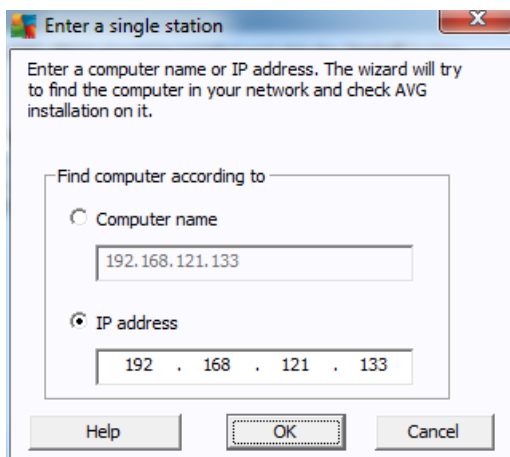 Enter a single station
Enter a computer name or IP address. The wizard will try
to find the computer in your network and check AVG
installation on it.
Find computer according to
Computer name
192.168.121.133
IP address
192 . 168 . 121 . 133
Help OK Cancel